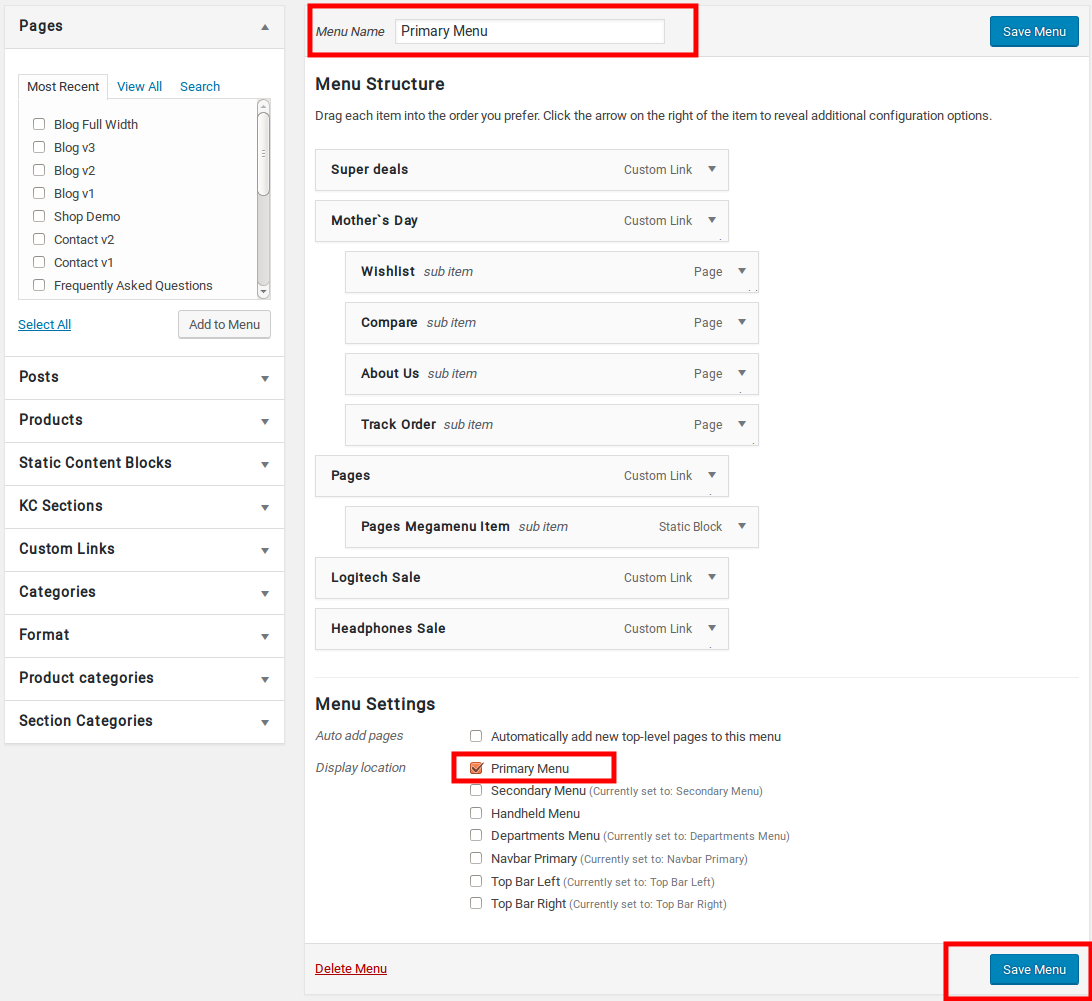 Pages
Most Recent View All Search
Blog Full Width
Blog v3
Blog v2
Blog v1
Shop Demo
Contact v2
Contact v1
Frequently Asked Questions
Select All Add to Menu
Posts
Products
Static Content Blocks
KC Sections
Custom Links
Categories
Format
Product categories
Section Categories
Menu Name Primary Menu Save Menu
Menu Structure
Drag each item into the order you prefer. Click the arrow on the right of the item to reveal additional configuration options.
Super deals Custom Link
Mother`s Day Custom Link
Wishlist sub item Page
Compare sub item Page
About Us sub item Page
Track Order sub item Page
Pages Custom Link
Pages Megamenu Item sub item Static Block
Logitech Sale Custom Link
Headphones Sale Custom Link
Menu Settings
Auto add pages Automatically add new top-level pages to this menu
Display location Primary Menu
Secondary Menu (Currently set to: Secondary Menu)
Handheld Menu
Departments Menu (Currently set to: Departments Menu)
Navbar Primary (Currently set to: Navbar Primary)
Top Bar Left (Currently set to: Top Bar Left)
Top Bar Right (Currently set to: Top Bar Right)
Delete Menu Save Menu